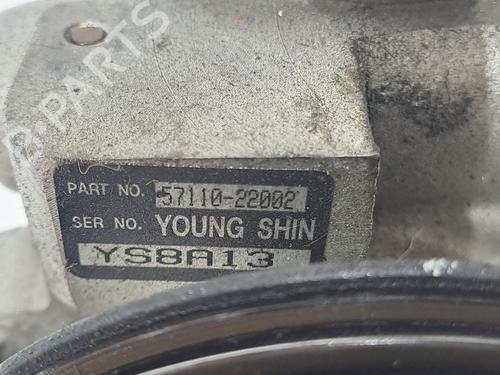 B-PARTS
PART NO. 57110-22002
SER NO. YOUNG SHIN
YS8A13